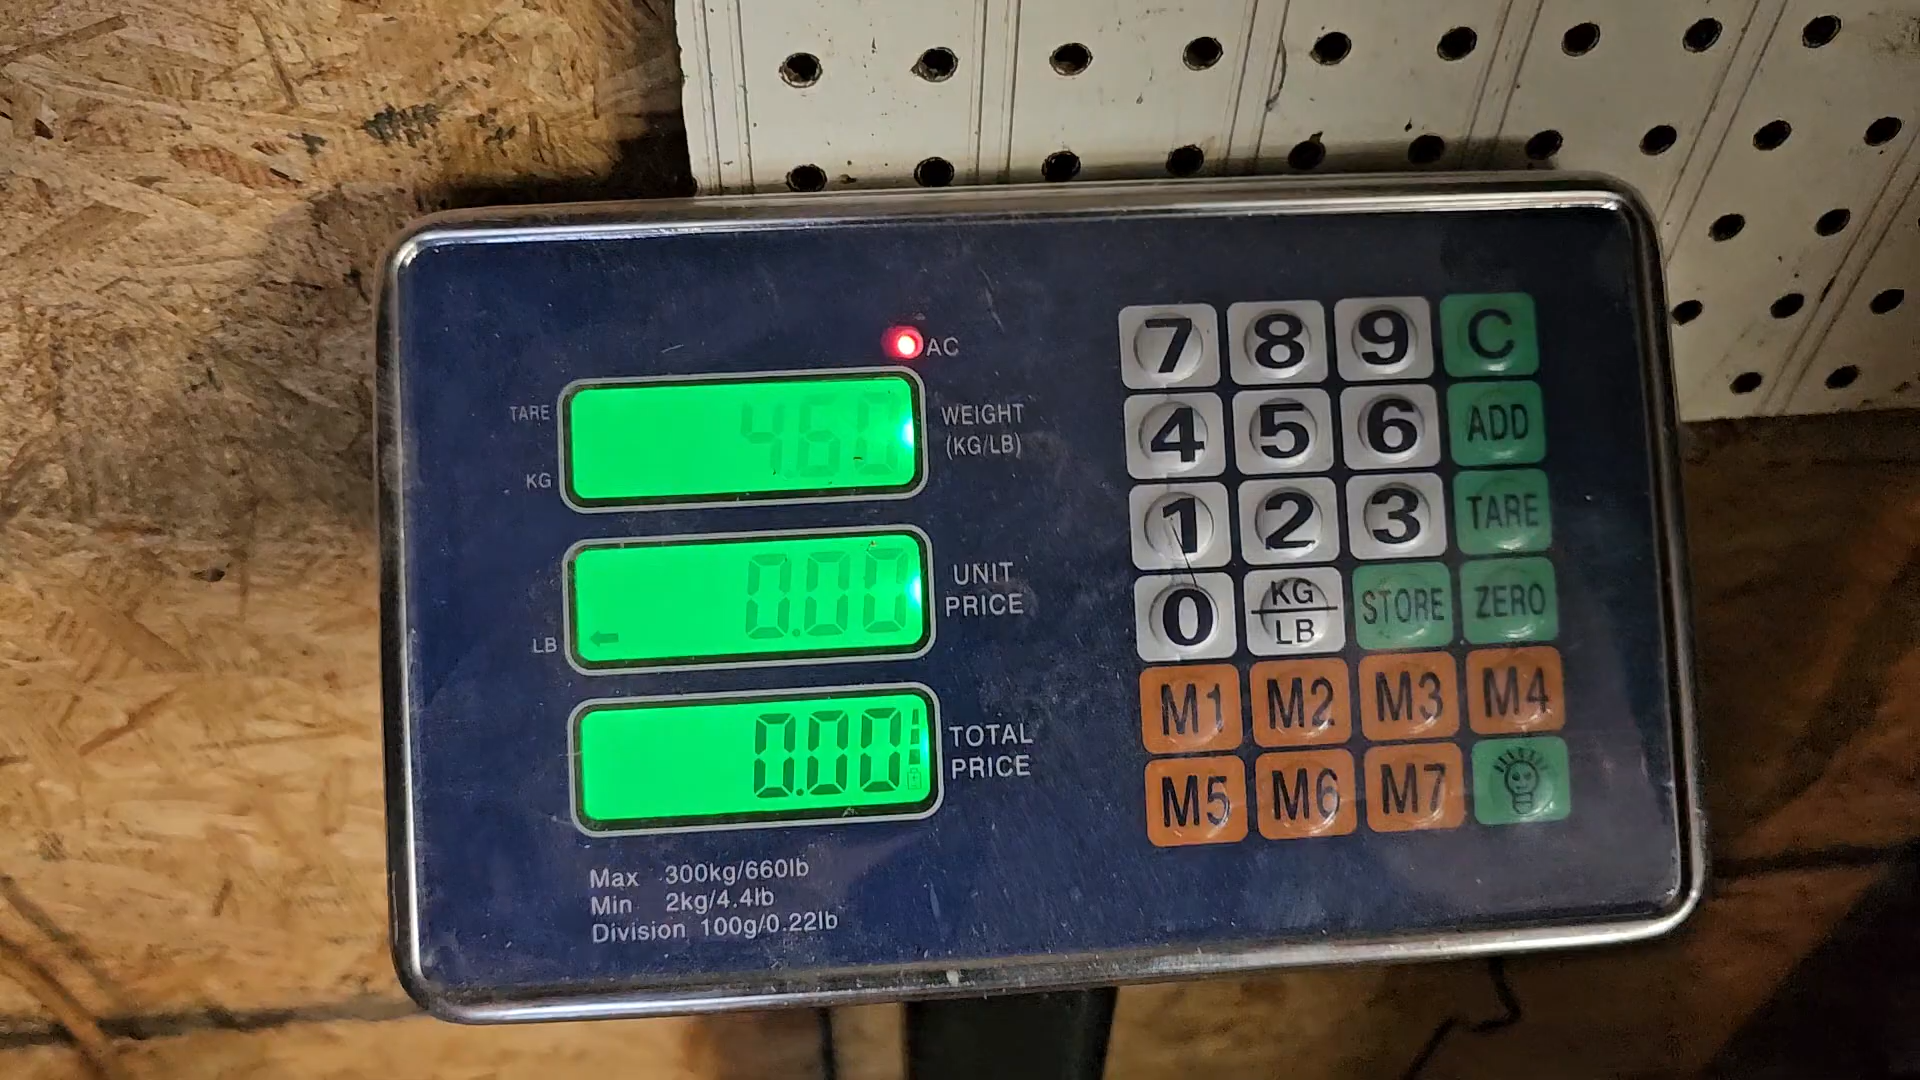 AC
TARE
4.60
WEIGHT
(KG/LB)
KG
0.00
UNIT
PRICE
LB
0.00
TOTAL
PRICE
Max 300kg/660lb
Min 2kg/4.4lb
Division 100g/0.22lb
7 8 9 C
4 5 6 ADD
1 2 3 TARE
0 KG/LB STORE ZERO
M1 M2 M3 M4
M5 M6 M7